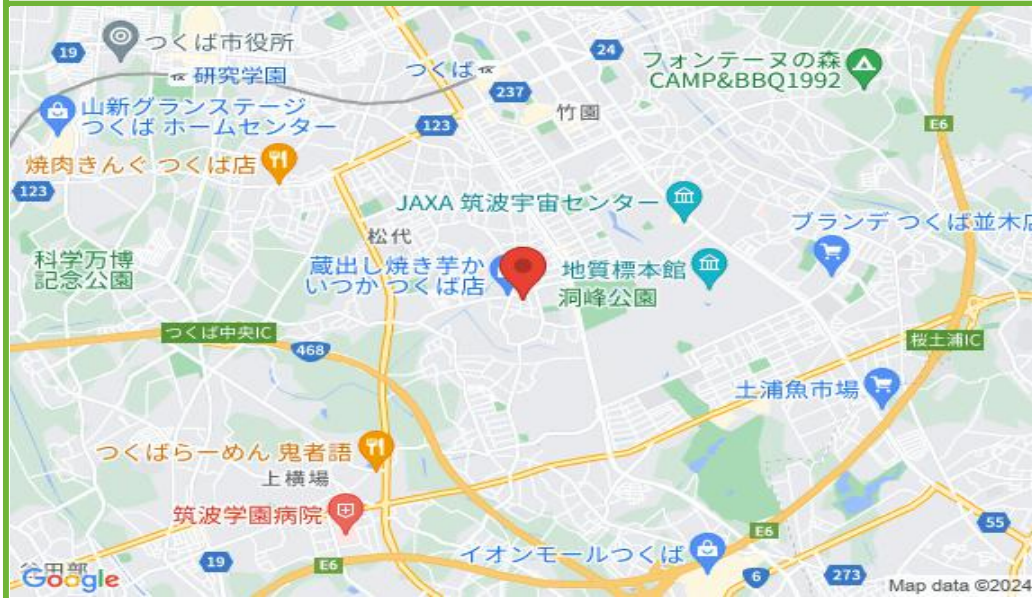 つくば市役所
19
24
フォンテーヌの森
CAMP&BBQ1992
研究学園
つくば
237
竹園
山新グランステージ
つくば ホームセンター
123
E6
焼肉きんぐ つくば店
123
JAXA 筑波宇宙センター
ブランデ つくば並木店
松代
科学万博
記念公園
蔵出し焼き芋か
いつか つくば店
地質標本館
洞峰公園
つくば中央IC
468
桜土浦IC
土浦魚市場
つくばらーめん 鬼者語
上横場
筑波学園病院
55
E6
イオンモールつくば
19
E6
6
273
谷田部
Google
Map data ©2024